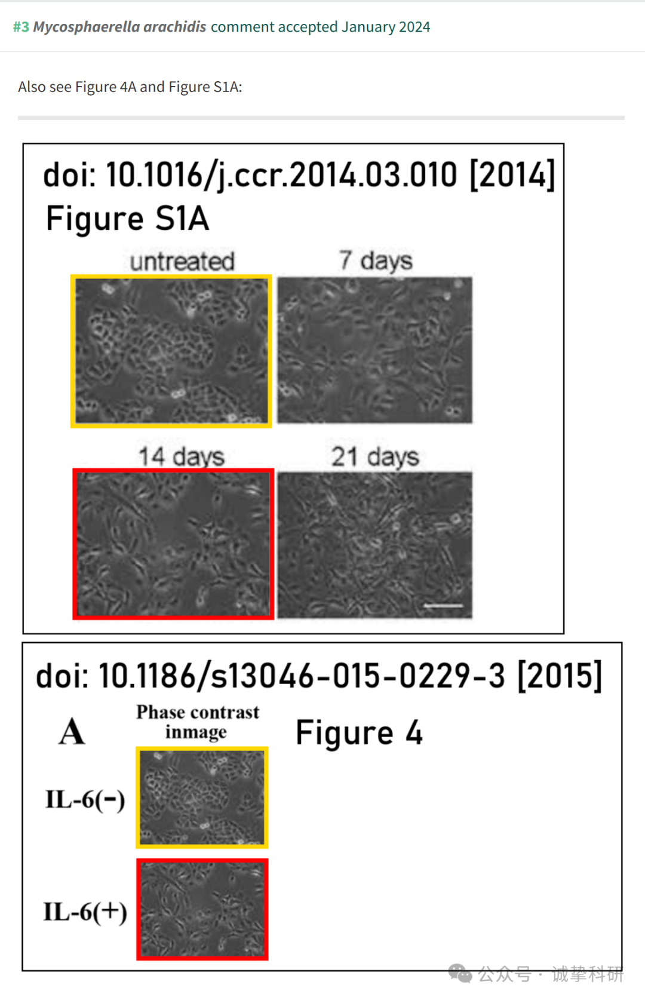 #3 Mycosphaerella arachidis comment accepted January 2024
Also see Figure 4A and Figure S1A:
doi: 10.1016/j.ccr.2014.03.010 [2014]
Figure S1A
untreated
7 days
14 days
21 days
doi: 10.1186/s13046-015-0229-3 [2015]
A
Phase contrast
inmage
Figure 4
IL-6(-)
IL-6(+)
公众号 · 诚挚科研